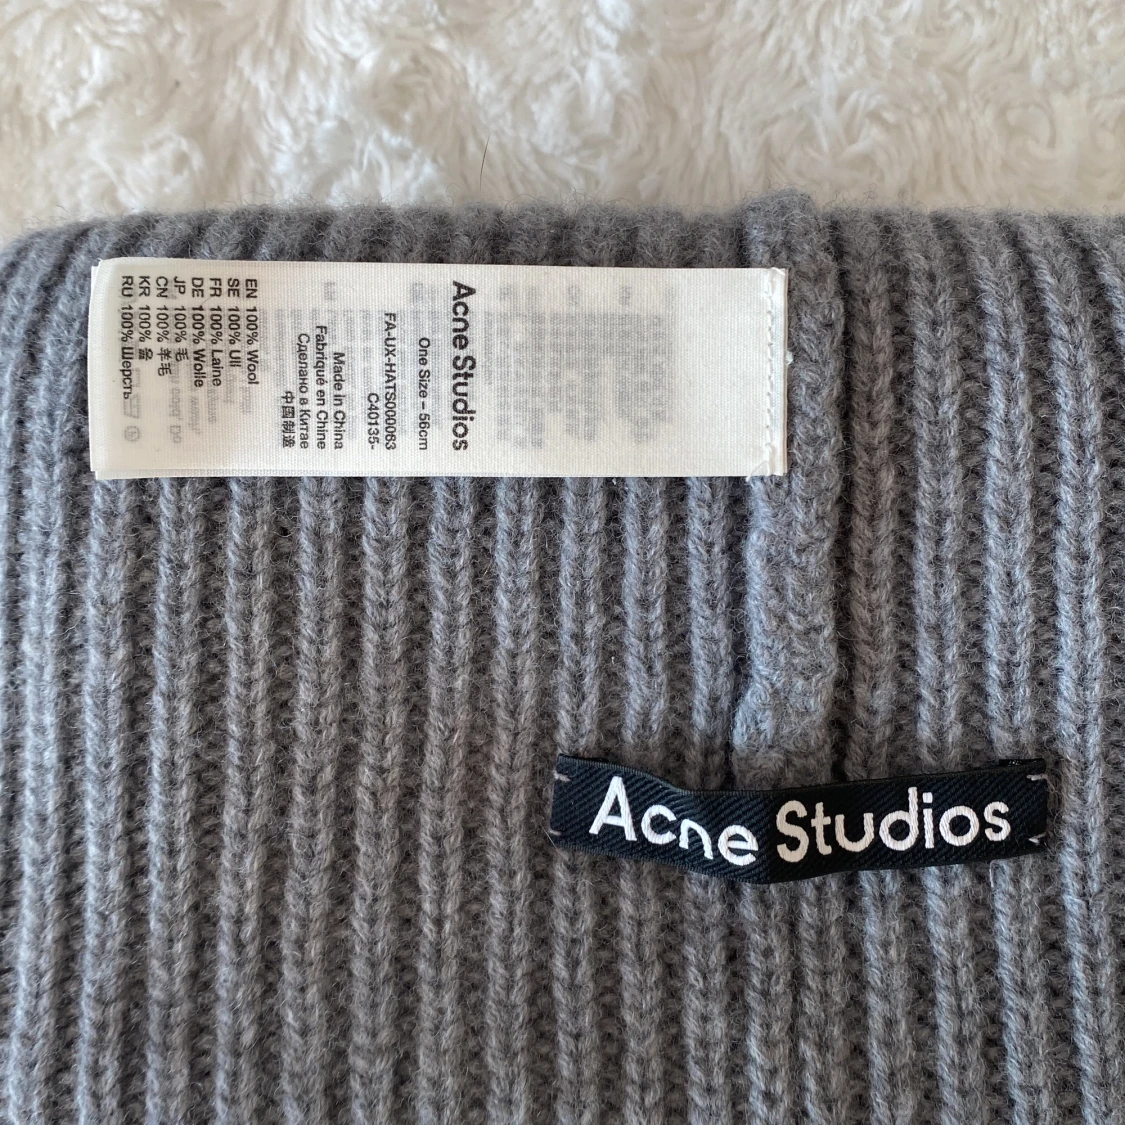 Acne Studios
One Size – 56cm
FA-UX-HATS000063
C40135-
Made in China
Fabriqué en Chine
Сделано в Китае
中国制造
EN 100% Wool
SE 100% Ull
FR 100% Laine
DE 100% Wolle
JP 100% 毛
CN 100% 羊毛
KR 100% 울
RU 100% Шерсть
Acne Studios